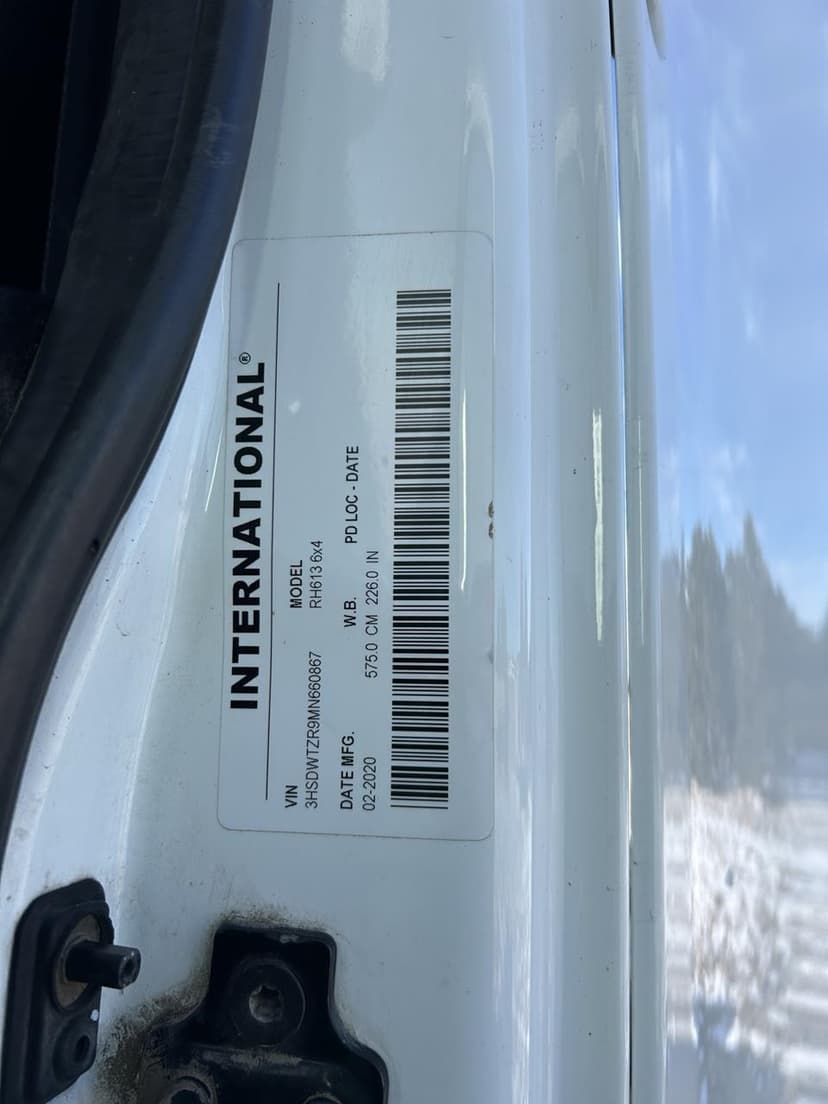 INTERNATIONAL®
VIN MODEL
3HSDWTZR9MN660867 RH613 6x4
DATE MFG. W.B. PD LOC - DATE
02-2020 575.0 CM 226.0 IN